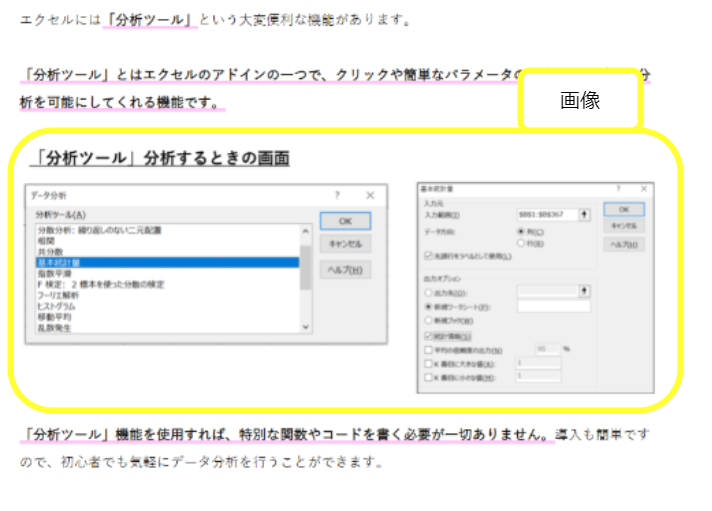 エクセルには「分析ツール」という大変便利な機能があります。
「分析ツール」とはエクセルのアドインの一つで、クリックや簡単なパラメータの 分
析を可能にしてくれる機能です。
画像
「分析ツール」分析するときの画面
データ分析
? ×
分析ツール(A)
分散分析: 繰り返しのない二元配置
相関
共分散
基本統計量
指数平滑
F 検定: 2 標本を使った分散の検定
フーリエ解析
ヒストグラム
移動平均
乱数発生
OK
キャンセル
ヘルプ(H)
基本統計量
? ×
入力元
入力範囲(I): $B$1:$B$367
データ方向: 列(C)
行(R)
先頭行をラベルとして使用(L)
OK
キャンセル
ヘルプ(H)
出力オプション
出力先(O):
新規ワークシート(P):
新規ブック(W)
統計情報(S)
平均の信頼度の出力(N) 95 %
K 番目に大きな値(A): 1
K 番目に小さな値(M): 1
「分析ツール」機能を使用すれば、特別な関数やコードを書く必要が一切ありません。導入も簡単です
ので、初心者でも気軽にデータ分析を行うことができます。